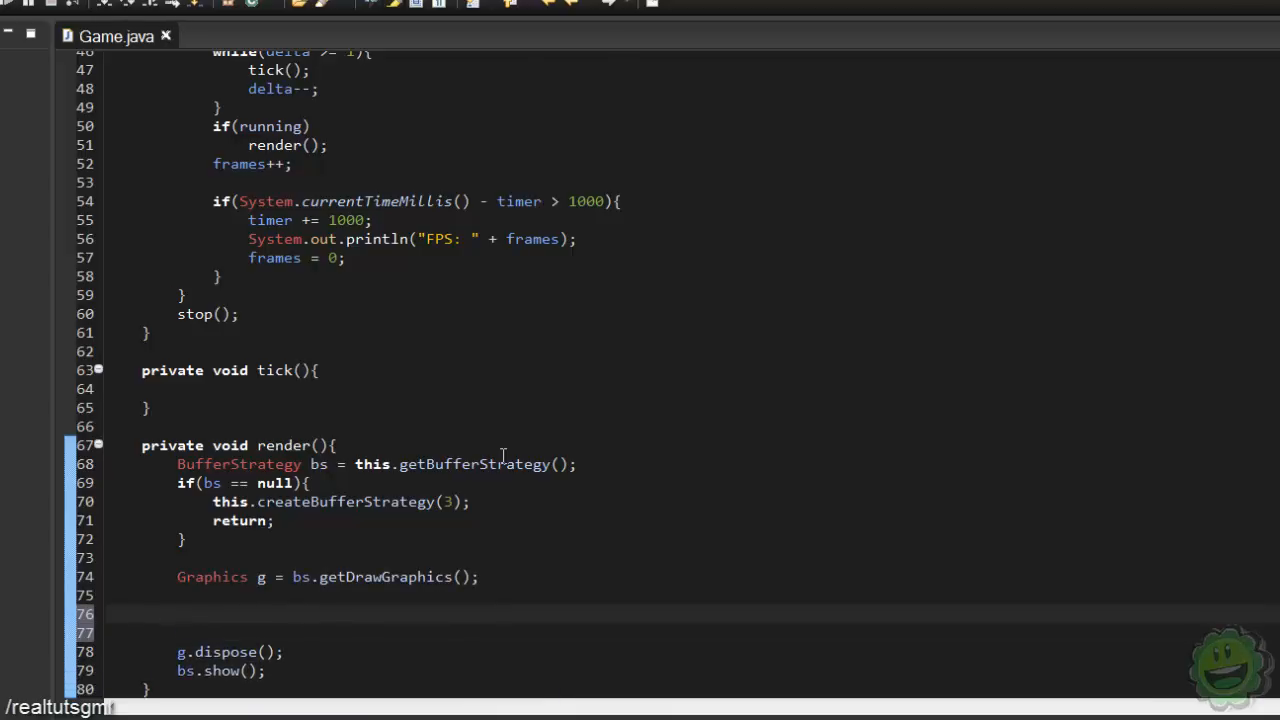 Game.java
46 while(delta >= 1){
47 tick();
48 delta--;
49 }
50 if(running)
51 render();
52 frames++;
53
54 if(System.currentTimeMillis() - timer > 1000){
55 timer += 1000;
56 System.out.println("FPS: " + frames);
57 frames = 0;
58 }
59 }
60 stop();
61 }
62
63 private void tick(){
64
65 }
66
67 private void render(){
68 BufferStrategy bs = this.getBufferStrategy();
69 if(bs == null){
70 this.createBufferStrategy(3);
71 return;
72 }
73
74 Graphics g = bs.getDrawGraphics();
75
76
77
78 g.dispose();
79 bs.show();
80 }
/realtutsgml